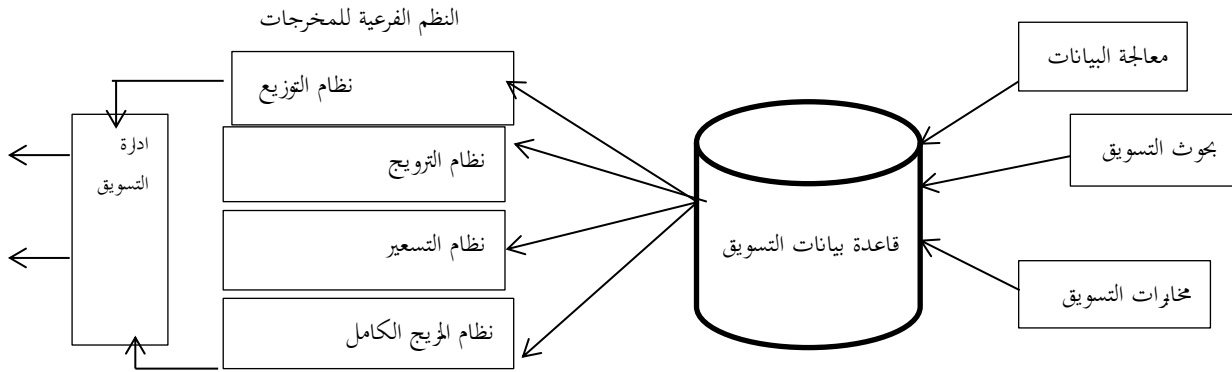 النظم الفرعية للمخرجات
معالجة البيانات
نظام التوزيع
ادارة
التسويق
نظام الترويج
بحوث التسويق
قاعدة بيانات التسويق
نظام التسعير
مخابرات التسويق
نظام المزيج الكامل